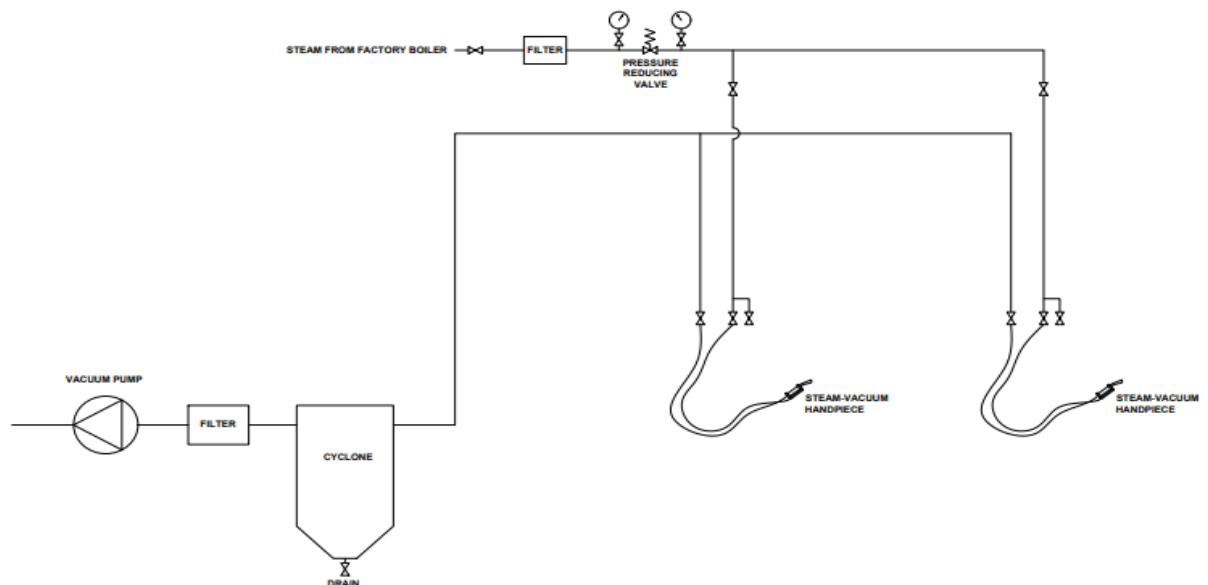 STEAM FROM FACTORY BOILER
FILTER
PRESSURE
REDUCING
VALVE
VACUUM PUMP
FILTER
CYCLONE
DRAIN
STEAM-VACUUM
HANDPIECE
STEAM-VACUUM
HANDPIECE